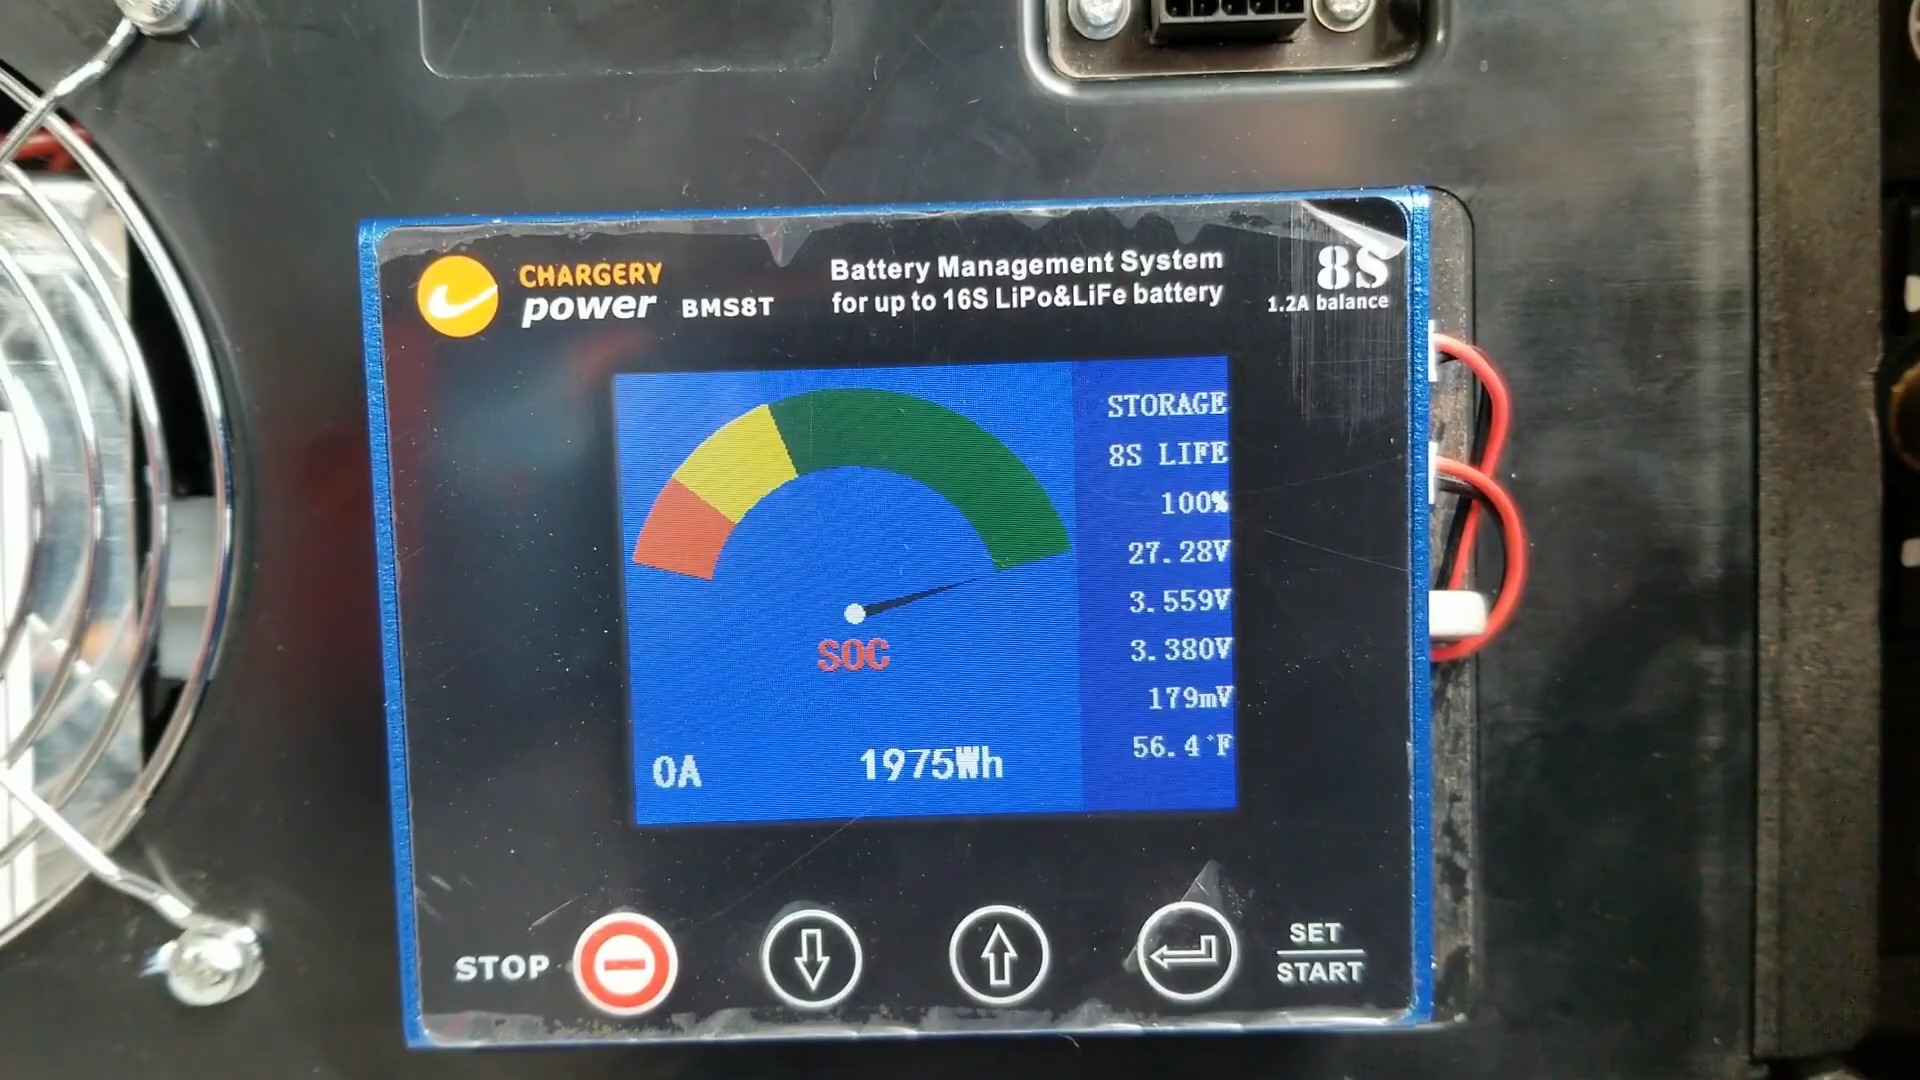 CHARGERY
power BMS8T
Battery Management System
for up to 16S LiPo&LiFe battery
8S
1.2A balance
STORAGE
8S LIFE
100%
27.28V
3.559V
3.380V
179mV
56.4°F
SOC
0A
1975Wh
STOP
SET
START